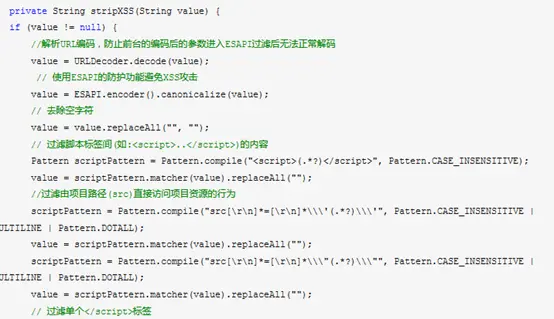 private String stripXSS(String value) {
if (value != null) {
//解析URL编码，防止前台的编码后的参数进入ESAPI过滤后无法正常解码
value = URLDecoder.decode(value);
// 使用ESAPI的防护功能避免XSS攻击
value = ESAPI.encoder().canonicalize(value);
// 去除空字符
value = value.replaceAll("", "");
// 过滤脚本标签间(如:<script>..</script>)的内容
Pattern scriptPattern = Pattern.compile("<script>(.*?)</script>", Pattern.CASE_INSENSITIVE);
value = scriptPattern.matcher(value).replaceAll("");
//过滤由项目路径(src)直接访问项目资源的行为
scriptPattern = Pattern.compile("src[\r\n]*=[\r\n]*\\\'(.*?)\\\'", Pattern.CASE_INSENSITIVE |
ULTILINE | Pattern.DOTALL);
value = scriptPattern.matcher(value).replaceAll("");
scriptPattern = Pattern.compile("src[\r\n]*=[\r\n]*\\\"(.*?)\\\"", Pattern.CASE_INSENSITIVE |
ULTILINE | Pattern.DOTALL);
value = scriptPattern.matcher(value).replaceAll("");
// 过滤单个</script>标签